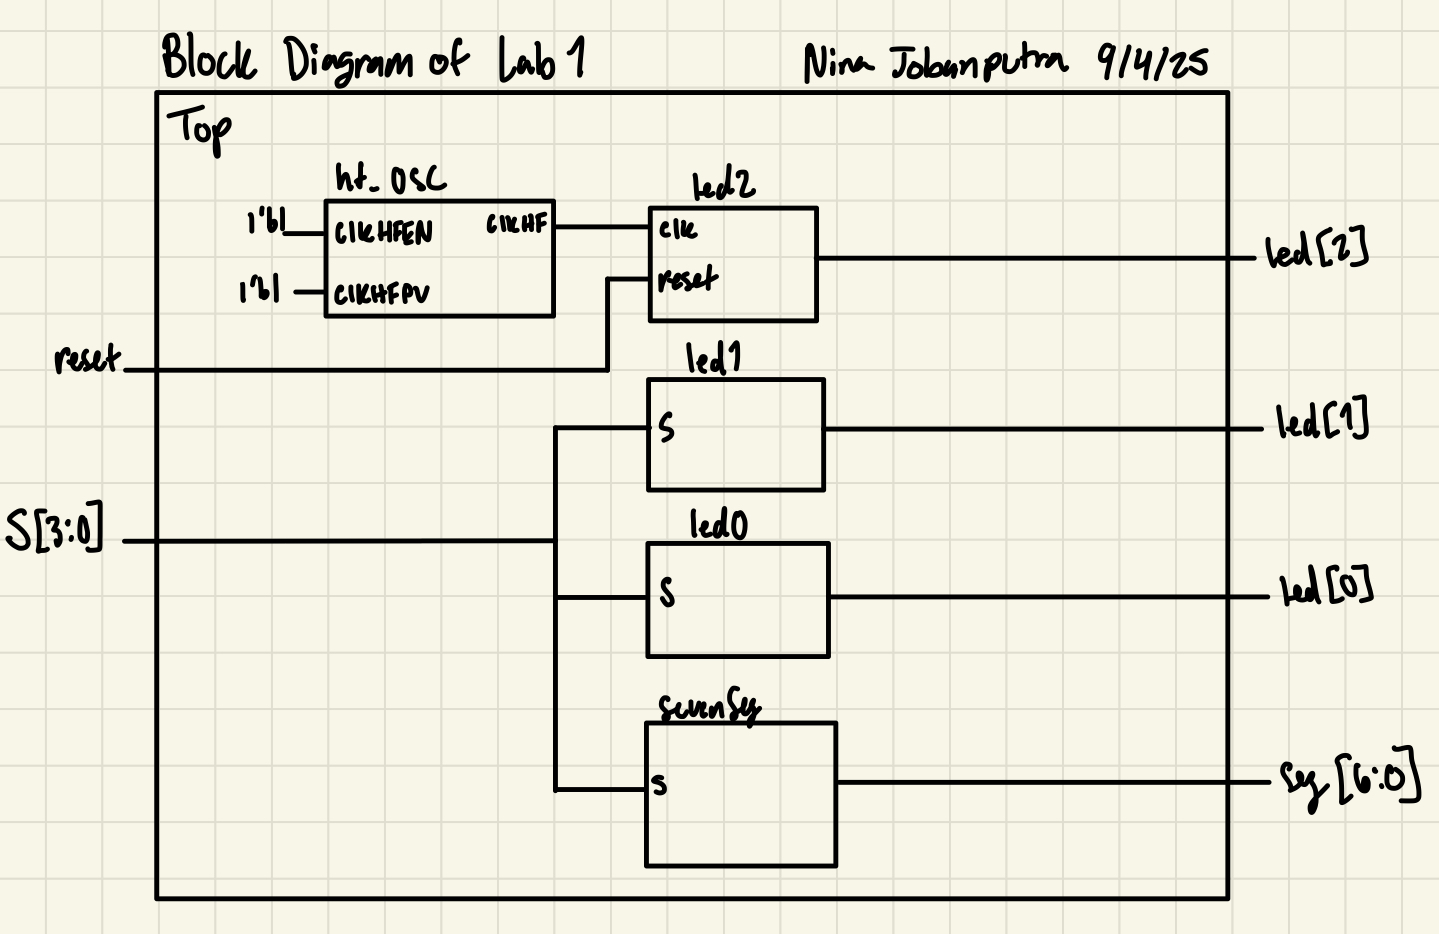 Block Diagram of Lab 1
Nina Jobanputra 9/4/25
Top
ht_osc
led2
1'b1
ClkHFEN
ClkHF
clk
led[2]
reset
1'b1
ClkHFPU
reset
led1
S
led[1]
S[3:0]
led0
S
led[0]
sevenSeg
S
Seg[6:0]